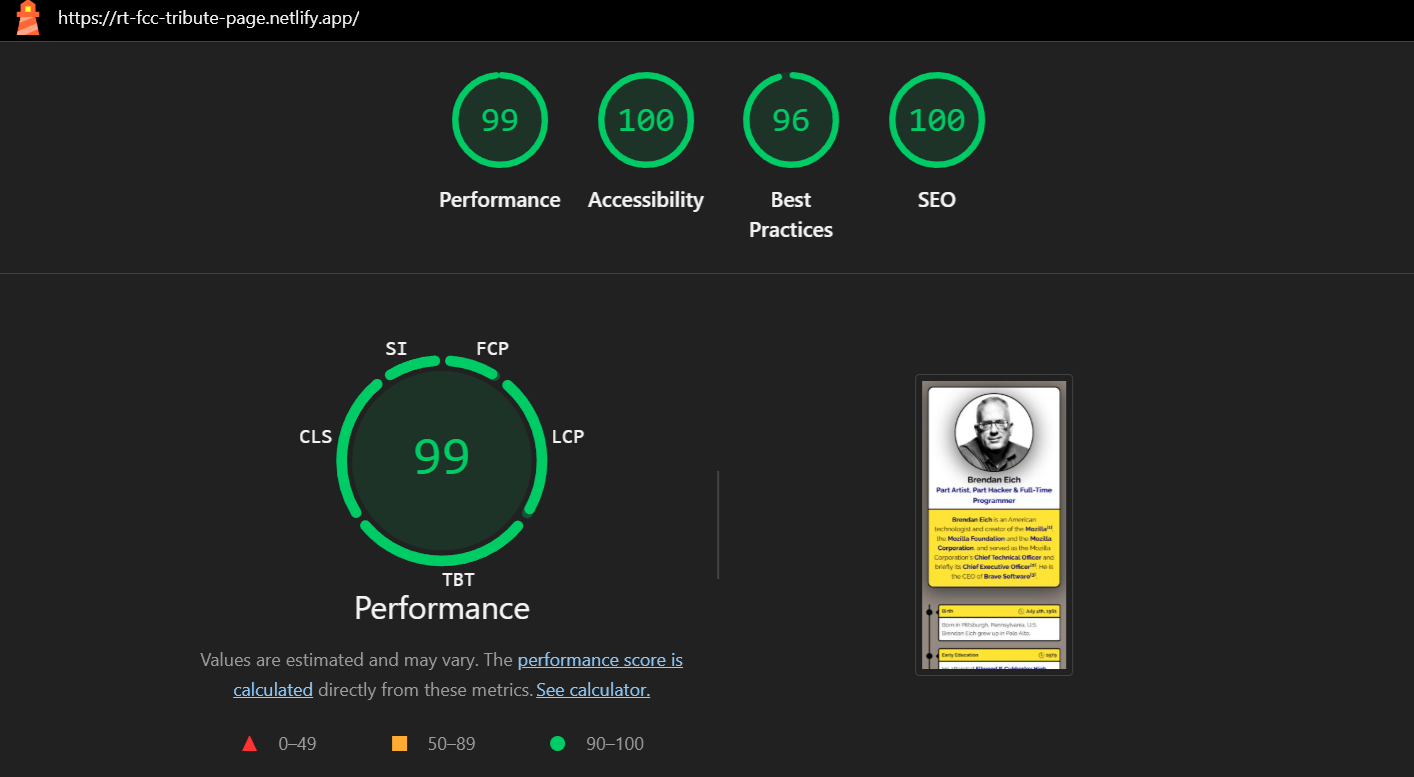 https://rt-fcc-tribute-page.netlify.app/
99
100
96
100
Performance
Accessibility
Best
Practices
SEO
SI
FCP
CLS
LCP
99
TBT
Performance
Values are estimated and may vary. The performance score is
calculated directly from these metrics. See calculator.
0–49
50–89
90–100
Brendan Eich
Part Artist, Part Hacker & Full-Time
Programmer
Brendan Eich is an American
technologist and creator of the Mozilla[1]
the Mozilla Foundation and the Mozilla
Corporation, and served as the Mozilla
Corporation's Chief Technical Officer and
briefly its Chief Executive Officer[2]. He is
the CEO of Brave Software[3].
Birth
July 4th, 1961
Born in Pittsburgh, Pennsylvania, U.S.
Brendan Eich grew up in Palo Alto.
Early Education